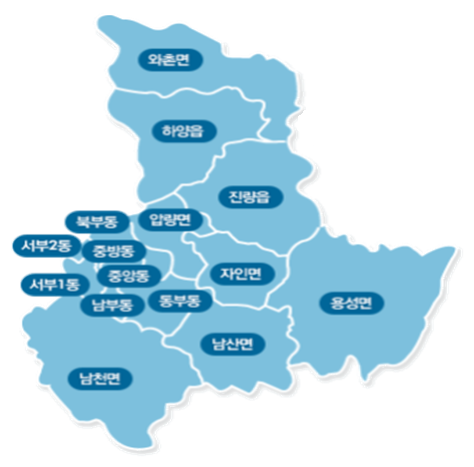 와촌면
하양읍
진량읍
북부동
압량면
서부2동
중방동
중앙동
자인면
서부1동
남부동
동부동
용성면
남산면
남천면